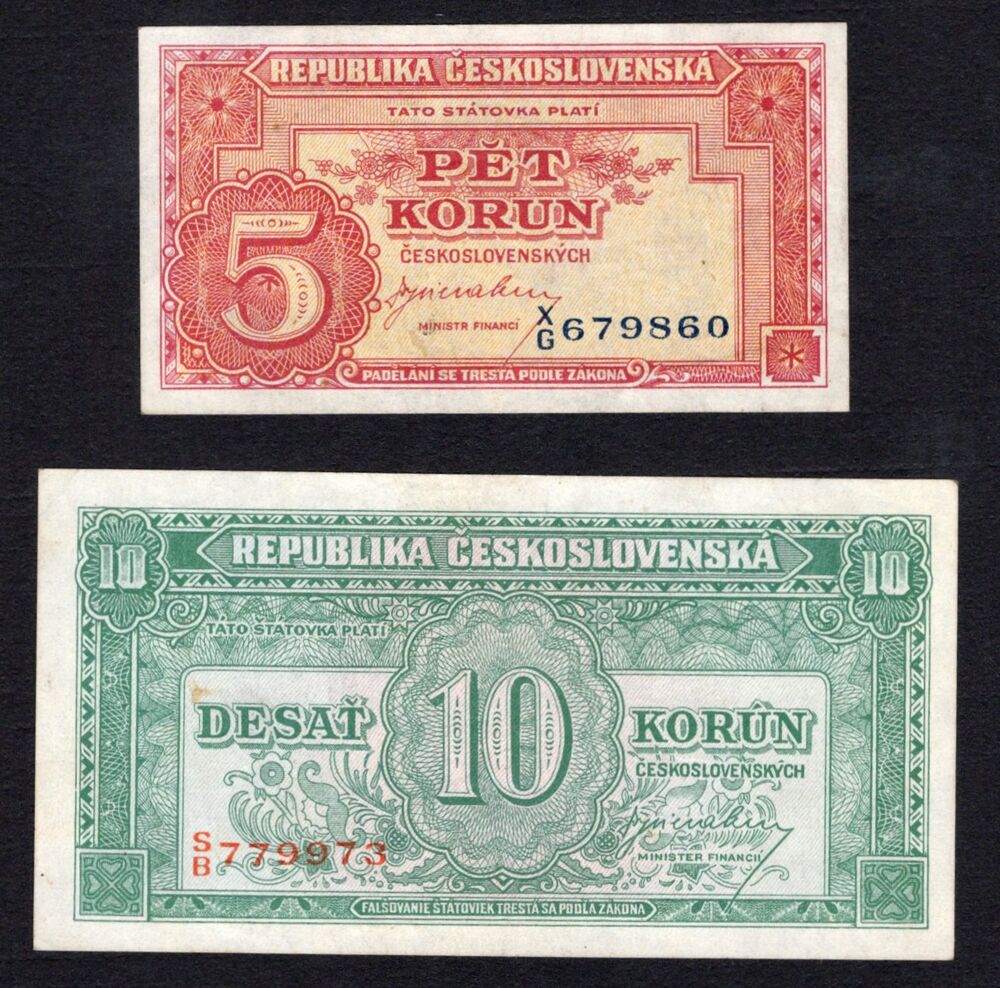 REPUBLIKA ČESKOSLOVENSKÁ
TATO STÁTOVKA PLATÍ
PĚT
KORUN
5
ČESKOSLOVENSKÝCH
MINISTR FINANCÍ
X/G 679860
PADĚLÁNÍ SE TRESTÁ PODLE ZÁKONA
10 REPUBLIKA ČESKOSLOVENSKÁ 10
TÁTO ŠTÁTOVKA PLATÍ
DESAŤ 10 KORÚN
ČESKOSLOVENSKÝCH
S/B 779973
MINISTER FINANCIÍ
FALŠOVANIE ŠTÁTOVIEK TRESTÁ SA PODĽA ZÁKONA